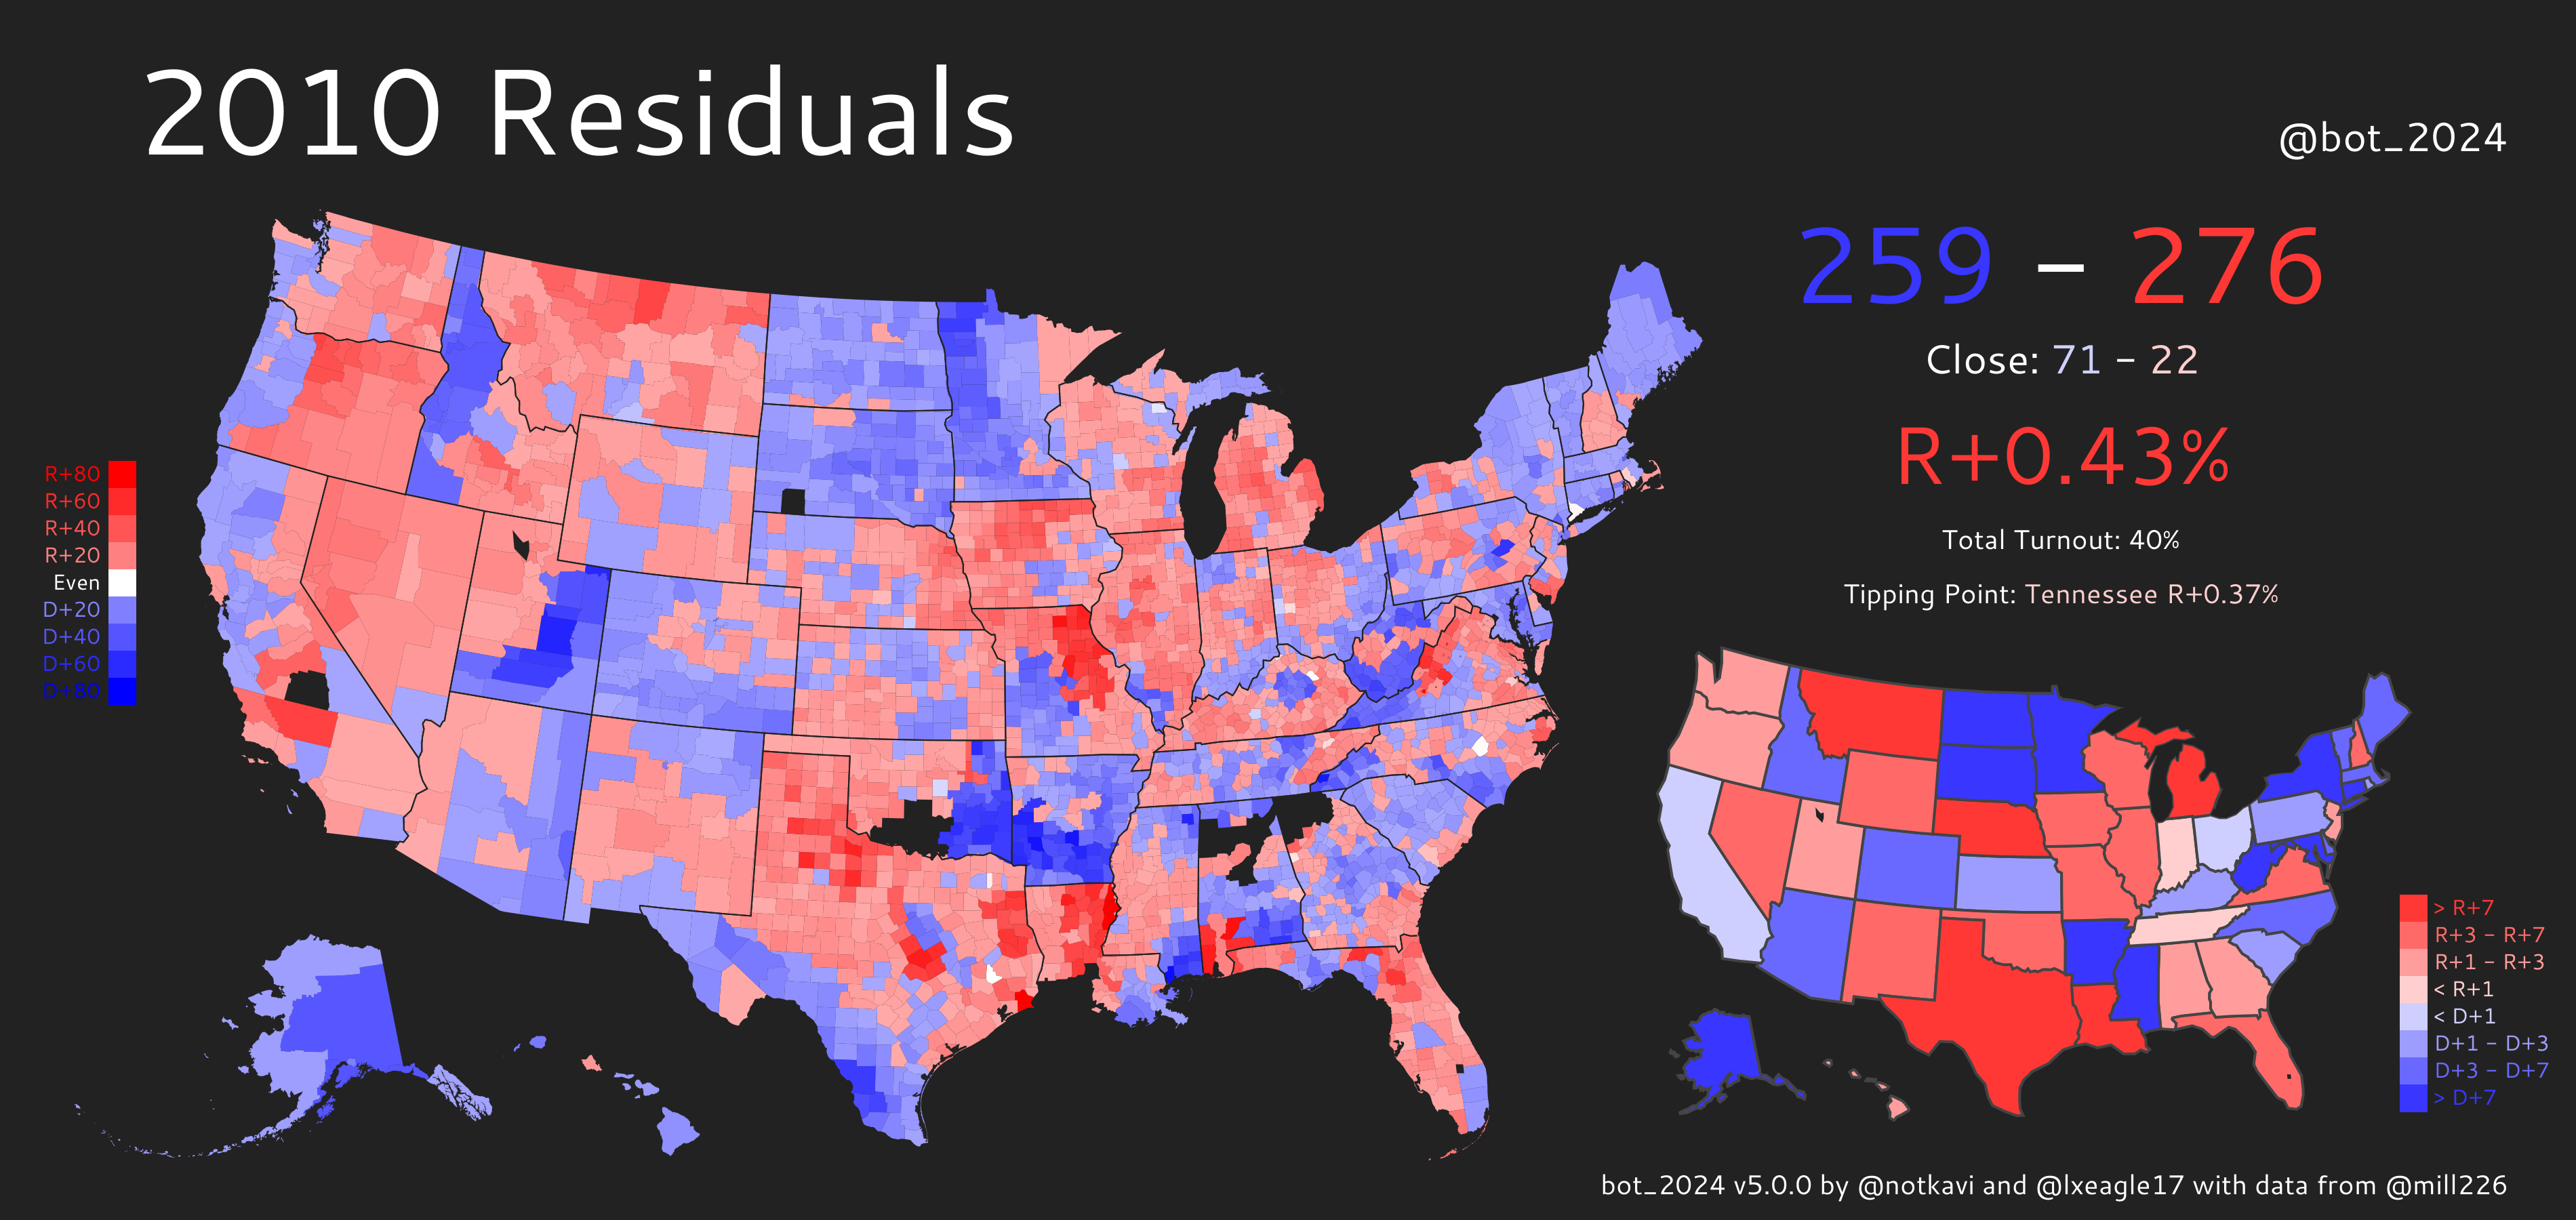 2010 Residuals
@bot_2024
259 – 276
Close: 71 – 22
R+0.43%
Total Turnout: 40%
Tipping Point: Tennessee R+0.37%
R+80
R+60
R+40
R+20
Even
D+20
D+40
D+60
D+80
> R+7
R+3 – R+7
R+1 – R+3
< R+1
< D+1
D+1 – D+3
D+3 – D+7
> D+7
bot_2024 v5.0.0 by @notkavi and @lxeagle17 with data from @mill226